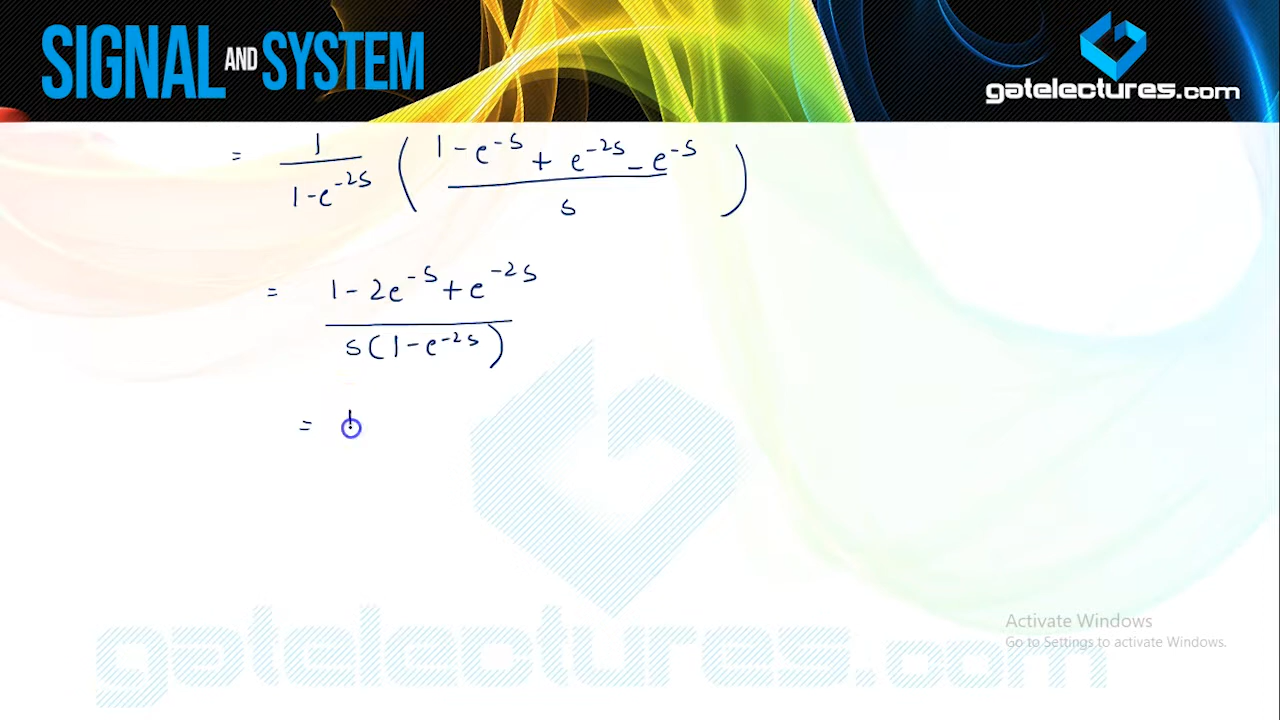 SIGNAL AND SYSTEM
gatelectures.com
= 1/(1-e^-2s) ( (1-e^-s + e^-2s - e^-s)/s )
= (1-2e^-s+e^-2s)/(s(1-e^-2s))
= 1
Activate Windows
Go to Settings to activate Windows.
gatelectures.com